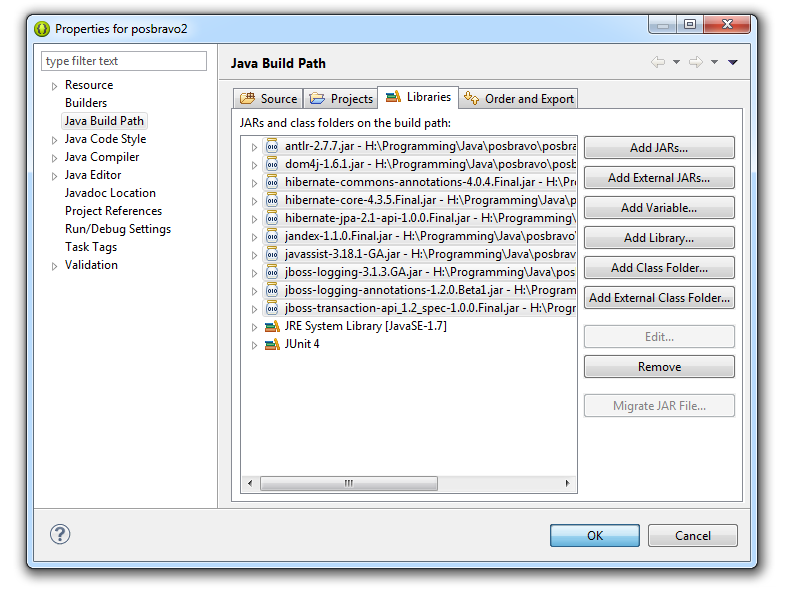 Properties for posbravo2
type filter text
Resource
Builders
Java Build Path
Java Code Style
Java Compiler
Java Editor
Javadoc Location
Project References
Run/Debug Settings
Task Tags
Validation
Java Build Path
Source Projects Libraries Order and Export
JARs and class folders on the build path:
antlr-2.7.7.jar - H:\Programming\Java\posbravo\posbra
dom4j-1.6.1.jar - H:\Programming\Java\posbravo\posb
hibernate-commons-annotations-4.0.4.Final.jar - H:\Pr
hibernate-core-4.3.5.Final.jar - H:\Programming\Java\p
hibernate-jpa-2.1-api-1.0.0.Final.jar - H:\Programming\
jandex-1.1.0.Final.jar - H:\Programming\Java\posbravo\
javassist-3.18.1-GA.jar - H:\Programming\Java\posbravo
jboss-logging-3.1.3.GA.jar - H:\Programming\Java\pos
jboss-logging-annotations-1.2.0.Beta1.jar - H:\Program
jboss-transaction-api_1.2_spec-1.0.0.Final.jar - H:\Progr
JRE System Library [JavaSE-1.7]
JUnit 4
Add JARs...
Add External JARs...
Add Variable...
Add Library...
Add Class Folder...
Add External Class Folder...
Edit...
Remove
Migrate JAR File...
OK Cancel